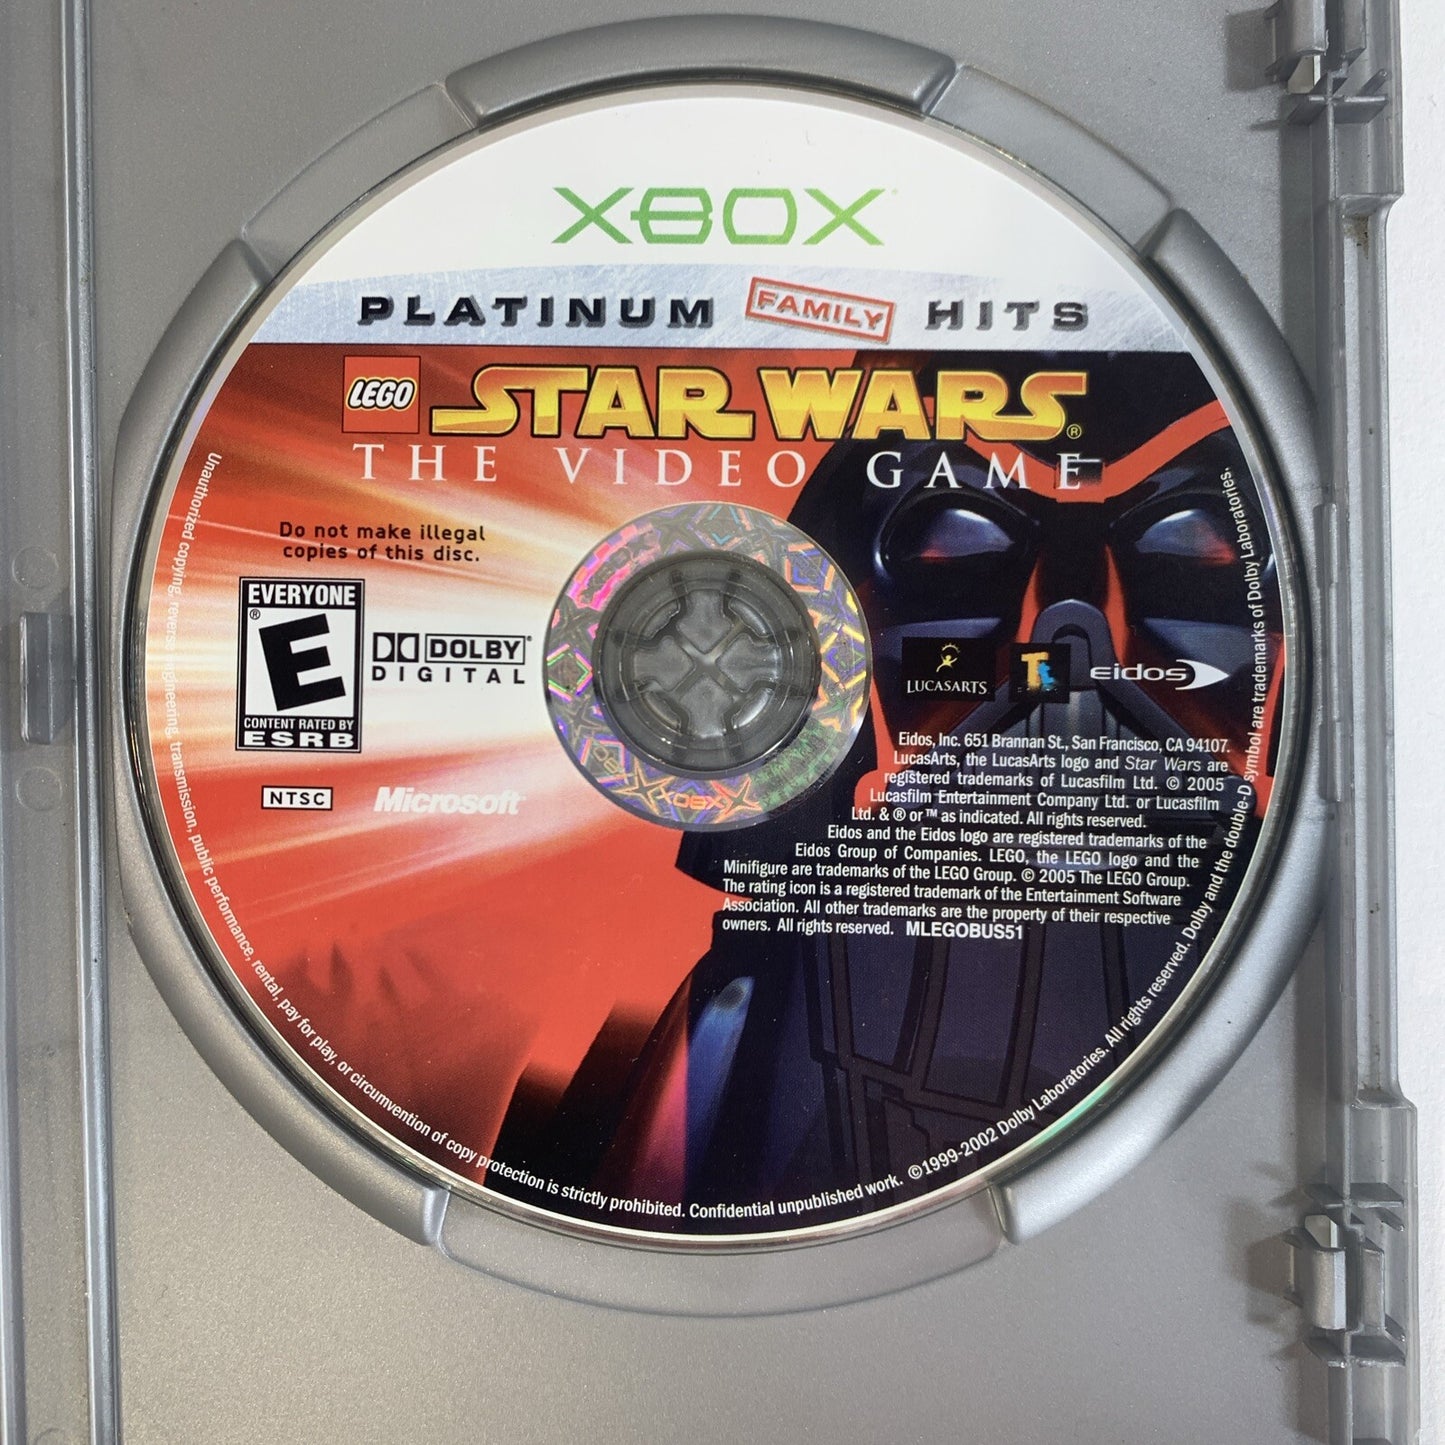 XBOX
PLATINUM FAMILY HITS
LEGO STAR WARS®
THE VIDEO GAME
Do not make illegal
copies of this disc.
EVERYONE
E®
CONTENT RATED BY
ESRB
DOLBY
DIGITAL
NTSC
Microsoft
LUCASARTS
Tt
eidos
Eidos, Inc. 651 Brannan St., San Francisco, CA 94107.
LucasArts, the LucasArts logo and Star Wars are
registered trademarks of Lucasfilm Ltd. © 2005
Lucasfilm Entertainment Company Ltd. or Lucasfilm
Ltd. & ® or ™ as indicated. All rights reserved.
Eidos and the Eidos logo are registered trademarks of the
Eidos Group of Companies. LEGO, the LEGO logo and the
Minifigure are trademarks of the LEGO Group. © 2005 The LEGO Group.
The rating icon is a registered trademark of the Entertainment Software
Association. All other trademarks are the property of their respective
owners. All rights reserved. MLEGOBUS51
Unauthorized copying, reverse engineering, transmission, public performance, rental, pay for play, or circumvention of copy protection is strictly prohibited. Confidential unpublished work. ©1999-2002 Dolby Laboratories. All rights reserved. Dolby and the double-D symbol are trademarks of Dolby Laboratories.
XBOX